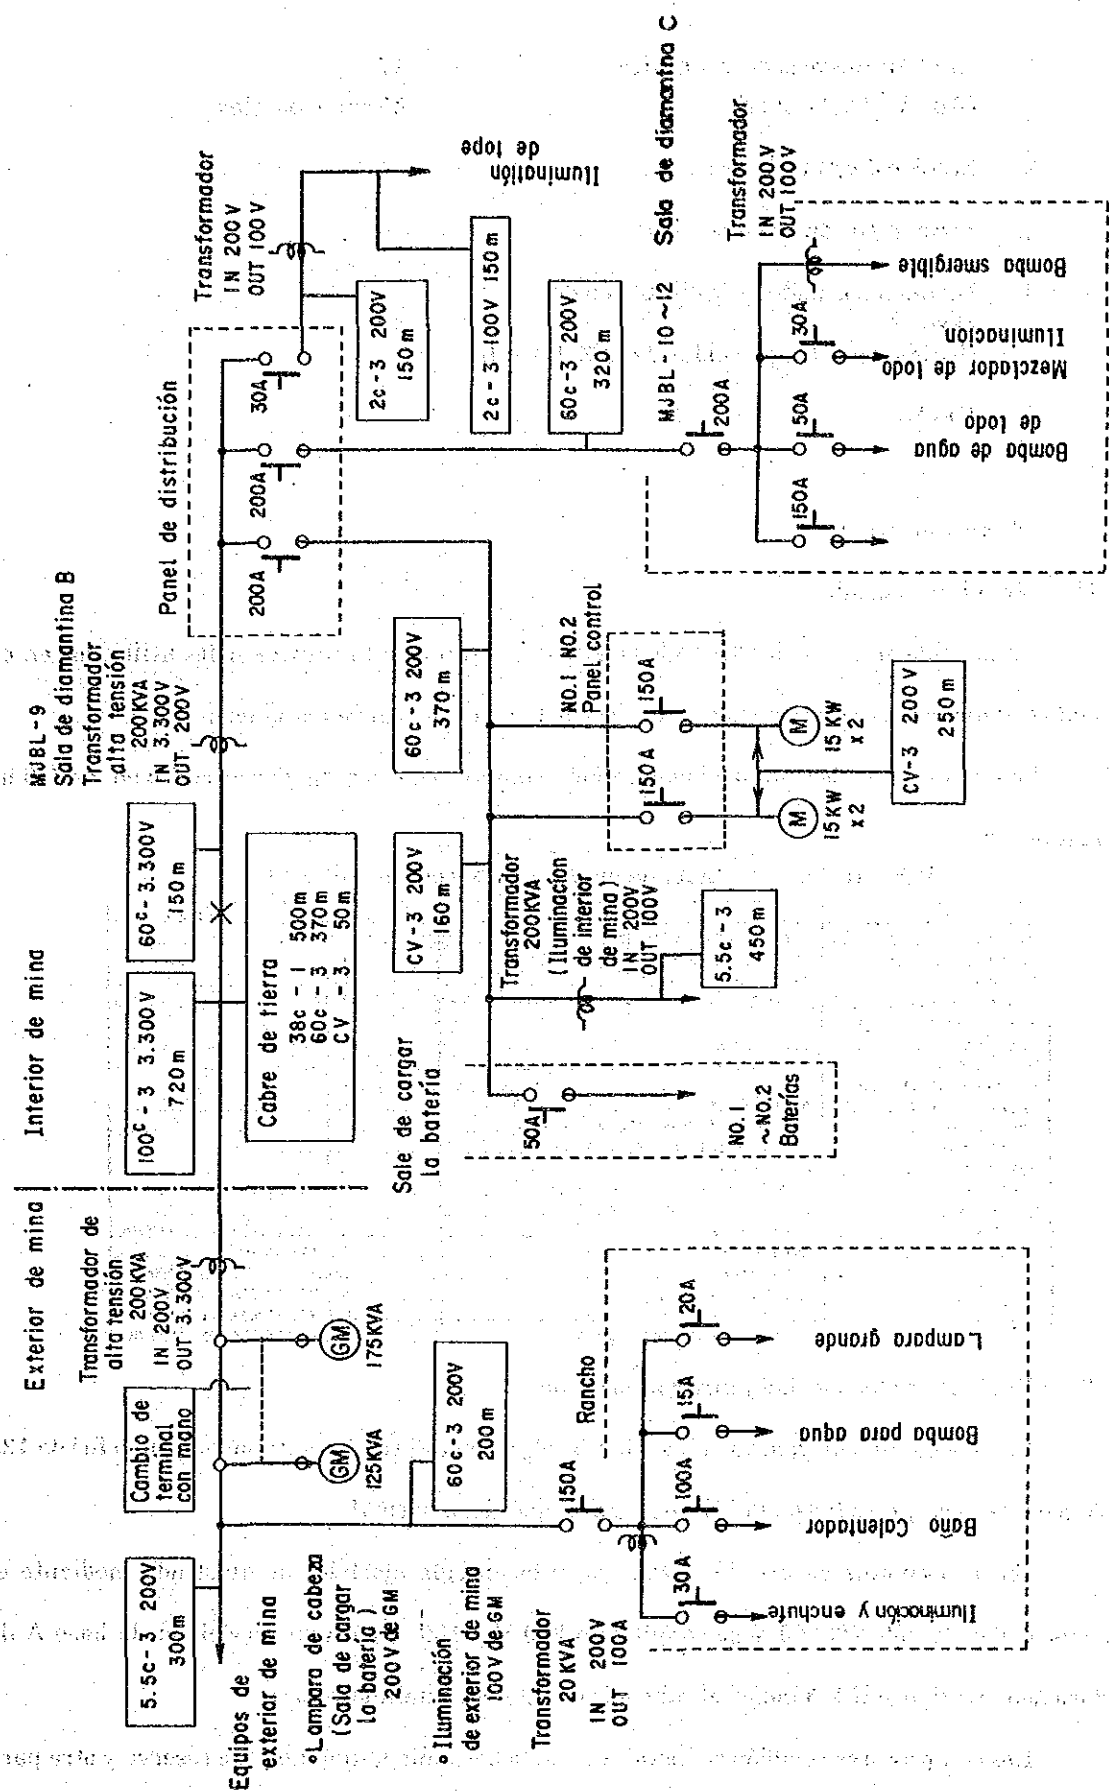 Exterior de mina
Interior de mina
5.5c-3 200V
300m
Cambio de
terminal
con mano
Transformador de
alta tensión
200KVA
IN 200V
OUT 3.300V
100c-3 3.300V
720m
60c-3.300V
150m
MJBL-9
Sala de diamantina B
Transformador
alta tensión
200KVA
IN 3.300V
OUT 200V
Panel de distribución
200A
200A
30A
Transformador
IN 200V
OUT 100V
Equipos de
exterior de mina
Lampara de cabeza
(Sala de cargar
la batería)
200V de GM
Iluminación
de exterior de mina
100V de GM
GM
125KVA
GM
175KVA
60c-3 200V
200m
Cabre de tierra
38c-1 500m
60c-3 370m
CV-3 50m
2c-3 200V
150m
Iluminatión
de tope
2c-3 100V 150m
60c-3 200V
320m
Sale de cargar
la batería
CV-3 200V
160m
60c-3 200V
370m
50A
NO.1
~NO.2
Baterías
Transformador
200KVA
(Iluminacion
de interior
de mina)
IN 200V
OUT 100V
5.5c-3
450m
NO.1 NO.2
Panel control
150A
150A
M
15KW
x2
M
15KW
x2
CV-3 200V
250m
MJBL-10~12
Sala de diamantna C
200A
Transformador
IN 200V
OUT 100V
150A
50A
30A
Bomba de agua
de lodo
Mezclador de lodo
Iluminacion
Bomba smergible
Transformador
20KVA
IN 200V
OUT 100A
150A
Rancho
30A
100A
15A
20A
Iluminación y enchufe
Baño Calentador
Bomba para agua
Lampara grande